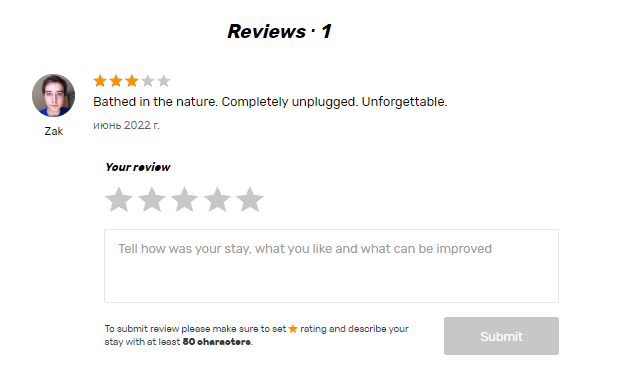 Reviews · 1
Bathed in the nature. Completely unplugged. Unforgettable.
Zak
июнь 2022 г.
Your review
Tell how was your stay, what you like and what can be improved
To submit review please make sure to set ★ rating and describe your
stay with at least 50 characters.
Submit